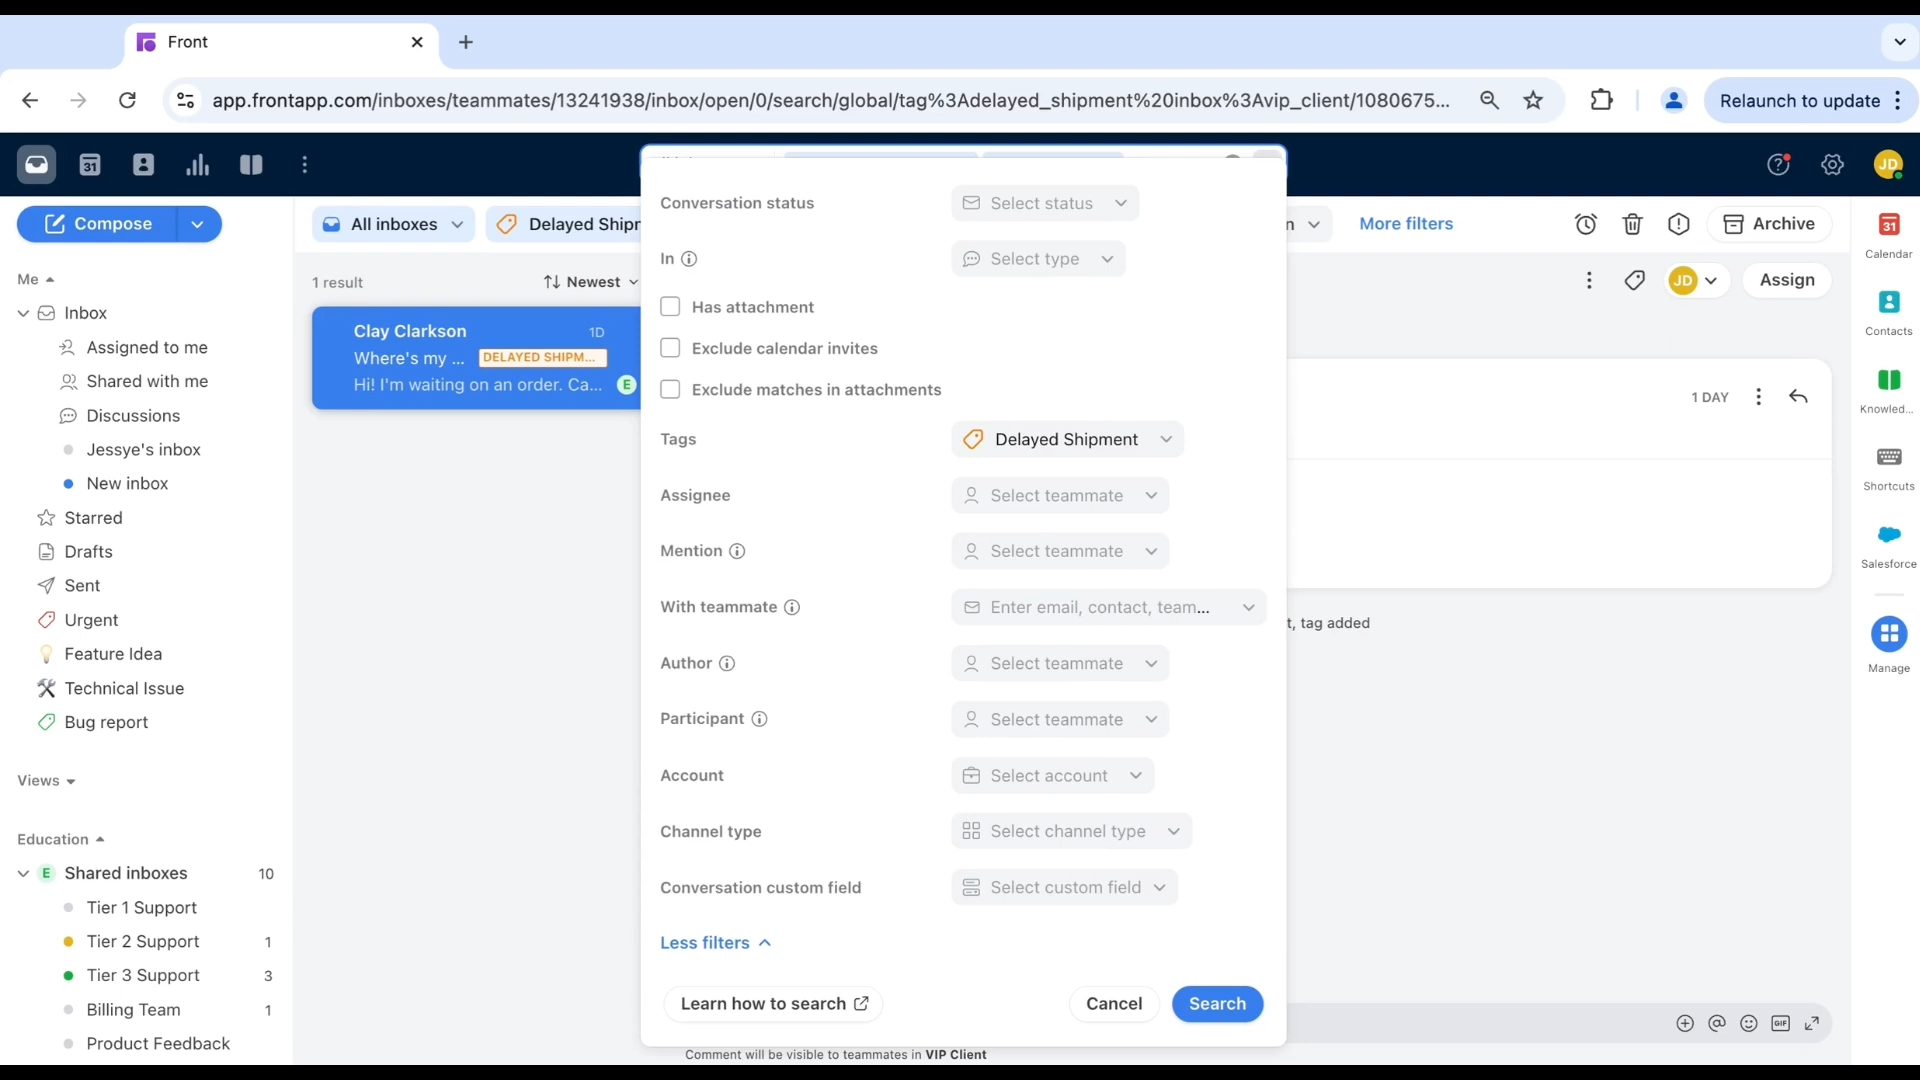 Front
app.frontapp.com/inboxes/teammates/13241938/inbox/open/0/search/global/tag%3Adelayed_shipment%20inbox%3Avip_client/1080675...
Relaunch to update
31
JD
Compose
All inboxes
Delayed Shipr
n
More filters
Archive
31
Calendar
Me
1 result
Newest
JD
Assign
Inbox
Assigned to me
Shared with me
Discussions
Jessye's inbox
New inbox
Starred
Drafts
Sent
Urgent
Feature Idea
Technical Issue
Bug report
Views
Education
E Shared inboxes 10
Tier 1 Support
Tier 2 Support 1
Tier 3 Support 3
Billing Team 1
Product Feedback
Clay Clarkson 1D
Where's my ... DELAYED SHIPM...
Hi! I'm waiting on an order. Ca... E
Conversation status Select status
In Select type
Has attachment
Exclude calendar invites
Exclude matches in attachments
Tags Delayed Shipment
Assignee Select teammate
Mention Select teammate
With teammate Enter email, contact, team...
Author Select teammate
Participant Select teammate
Account Select account
Channel type Select channel type
Conversation custom field Select custom field
Less filters
Learn how to search Cancel Search
1 DAY
t, tag added
GIF
Comment will be visible to teammates in VIP Client
Contacts
Knowled...
Shortcuts
Salesforce
Manage